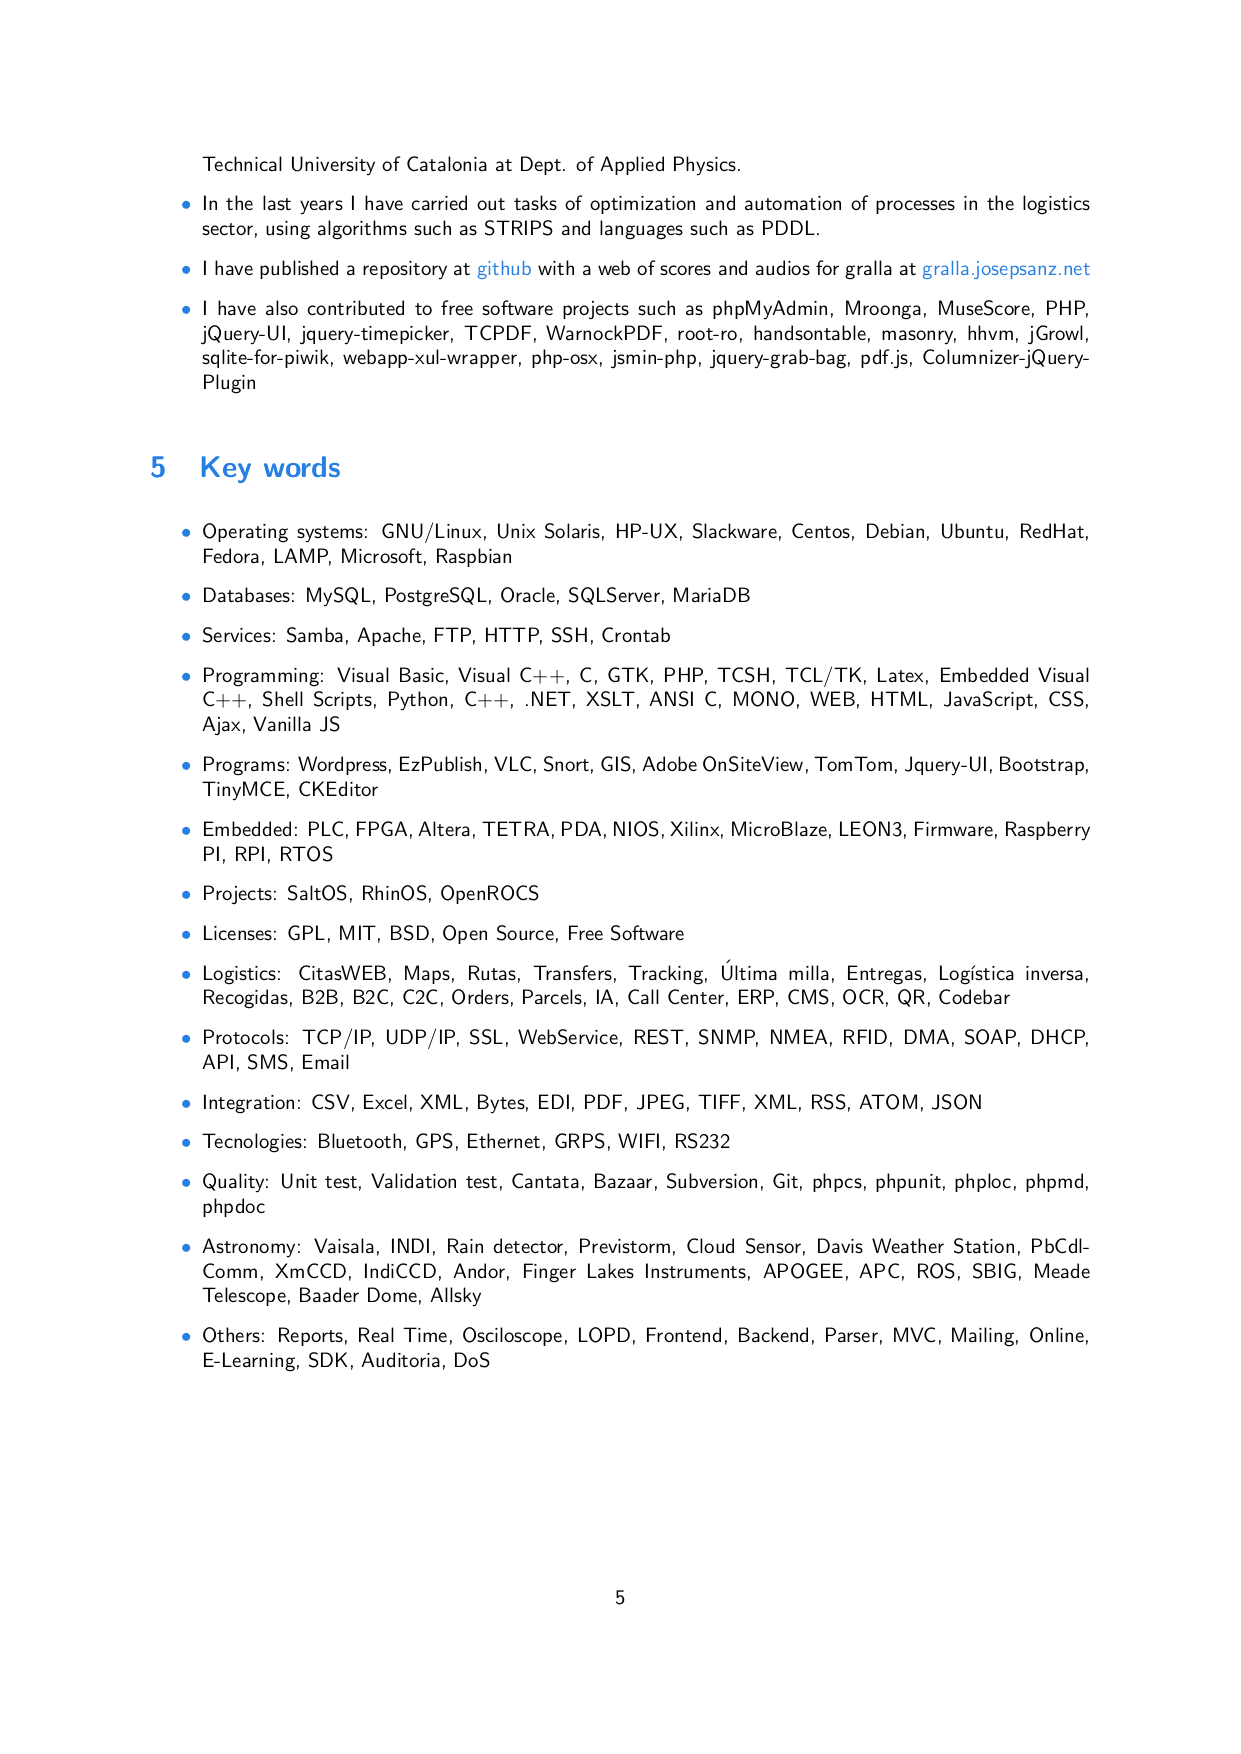 Technical University of Catalonia at Dept. of Applied Physics.
• In the last years I have carried out tasks of optimization and automation of processes in the logistics
sector, using algorithms such as STRIPS and languages such as PDDL.
• I have published a repository at github with a web of scores and audios for gralla at gralla.josepsanz.net
• I have also contributed to free software projects such as phpMyAdmin, Mroonga, MuseScore, PHP,
jQuery-UI, jquery-timepicker, TCPDF, WarnockPDF, root-ro, handsontable, masonry, hhvm, jGrowl,
sqlite-for-piwik, webapp-xul-wrapper, php-osx, jsmin-php, jquery-grab-bag, pdf.js, Columnizer-jQuery-
Plugin
5 Key words
• Operating systems: GNU/Linux, Unix Solaris, HP-UX, Slackware, Centos, Debian, Ubuntu, RedHat,
Fedora, LAMP, Microsoft, Raspbian
• Databases: MySQL, PostgreSQL, Oracle, SQLServer, MariaDB
• Services: Samba, Apache, FTP, HTTP, SSH, Crontab
• Programming: Visual Basic, Visual C++, C, GTK, PHP, TCSH, TCL/TK, Latex, Embedded Visual
C++, Shell Scripts, Python, C++, .NET, XSLT, ANSI C, MONO, WEB, HTML, JavaScript, CSS,
Ajax, Vanilla JS
• Programs: Wordpress, EzPublish, VLC, Snort, GIS, Adobe OnSiteView, TomTom, Jquery-UI, Bootstrap,
TinyMCE, CKEditor
• Embedded: PLC, FPGA, Altera, TETRA, PDA, NIOS, Xilinx, MicroBlaze, LEON3, Firmware, Raspberry
PI, RPI, RTOS
• Projects: SaltOS, RhinOS, OpenROCS
• Licenses: GPL, MIT, BSD, Open Source, Free Software
• Logistics: CitasWEB, Maps, Rutas, Transfers, Tracking, Última milla, Entregas, Logística inversa,
Recogidas, B2B, B2C, C2C, Orders, Parcels, IA, Call Center, ERP, CMS, OCR, QR, Codebar
• Protocols: TCP/IP, UDP/IP, SSL, WebService, REST, SNMP, NMEA, RFID, DMA, SOAP, DHCP,
API, SMS, Email
• Integration: CSV, Excel, XML, Bytes, EDI, PDF, JPEG, TIFF, XML, RSS, ATOM, JSON
• Tecnologies: Bluetooth, GPS, Ethernet, GRPS, WIFI, RS232
• Quality: Unit test, Validation test, Cantata, Bazaar, Subversion, Git, phpcs, phpunit, phploc, phpmd,
phpdoc
• Astronomy: Vaisala, INDI, Rain detector, Previstorm, Cloud Sensor, Davis Weather Station, PbCdl-
Comm, XmCCD, IndiCCD, Andor, Finger Lakes Instruments, APOGEE, APC, ROS, SBIG, Meade
Telescope, Baader Dome, Allsky
• Others: Reports, Real Time, Osciloscope, LOPD, Frontend, Backend, Parser, MVC, Mailing, Online,
E-Learning, SDK, Auditoria, DoS
5